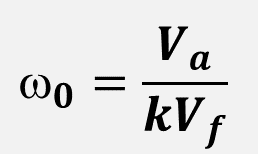 ω₀ = Vₐ / kV_f